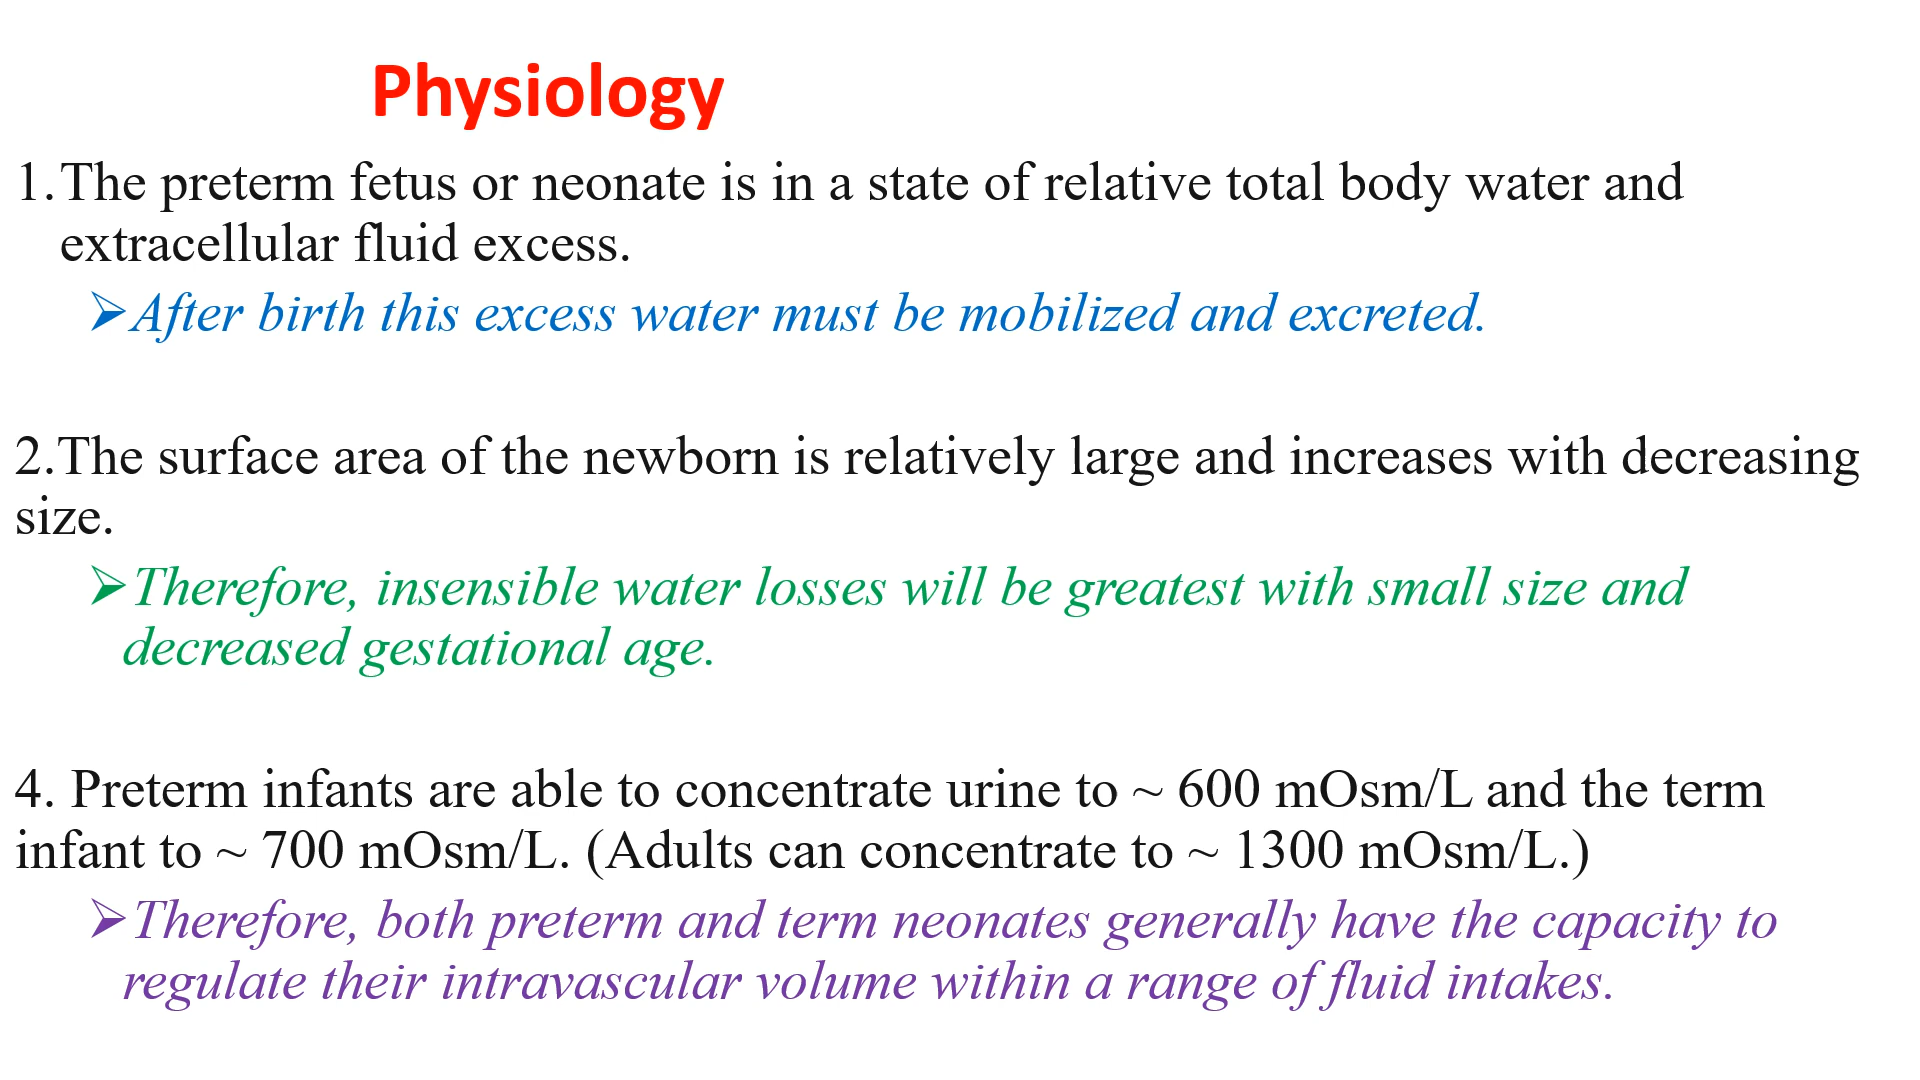 Physiology
1.The preterm fetus or neonate is in a state of relative total body water and
extracellular fluid excess.
➢After birth this excess water must be mobilized and excreted.
2.The surface area of the newborn is relatively large and increases with decreasing
size.
➢Therefore, insensible water losses will be greatest with small size and
decreased gestational age.
4. Preterm infants are able to concentrate urine to ~ 600 mOsm/L and the term
infant to ~ 700 mOsm/L. (Adults can concentrate to ~ 1300 mOsm/L.)
➢Therefore, both preterm and term neonates generally have the capacity to
regulate their intravascular volume within a range of fluid intakes.